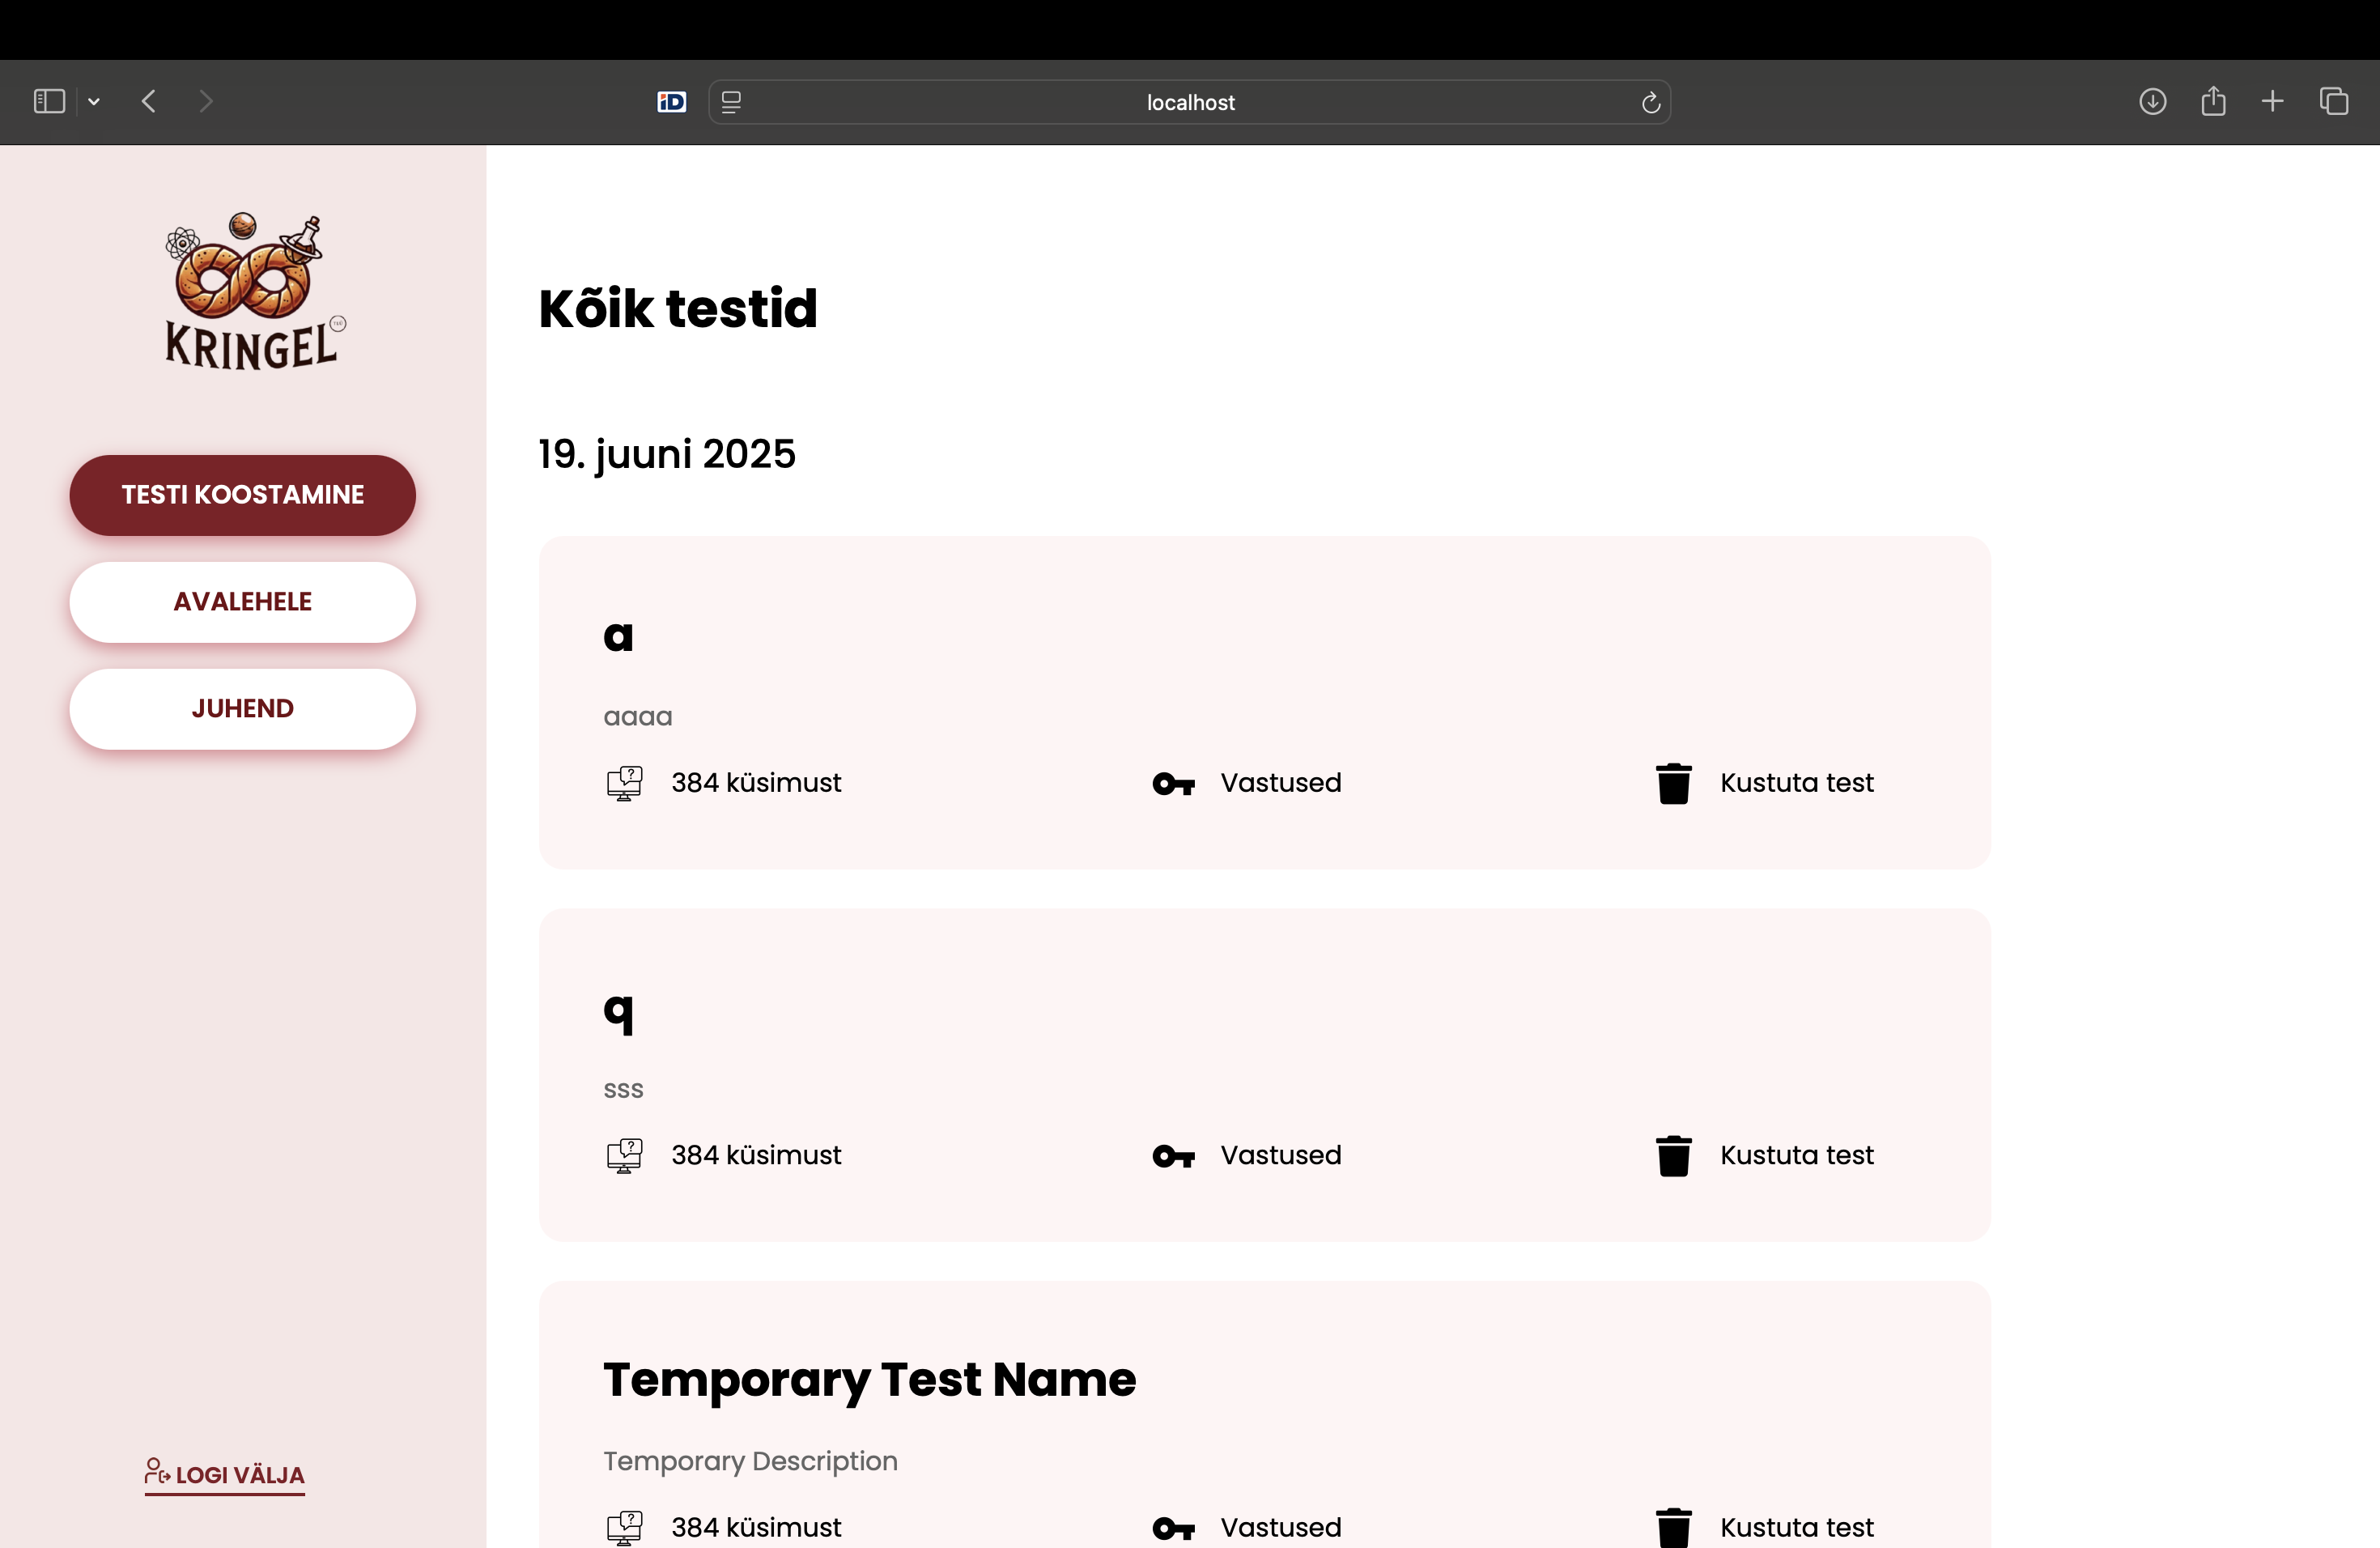 iD
localhost
KRINGEL
TESTI KOOSTAMINE
AVALEHELE
JUHEND
LOGI VÄLJA
Kõik testid
19. juuni 2025
a
aaaa
384 küsimust
Vastused
Kustuta test
q
sss
384 küsimust
Vastused
Kustuta test
Temporary Test Name
Temporary Description
384 küsimust
Vastused
Kustuta test